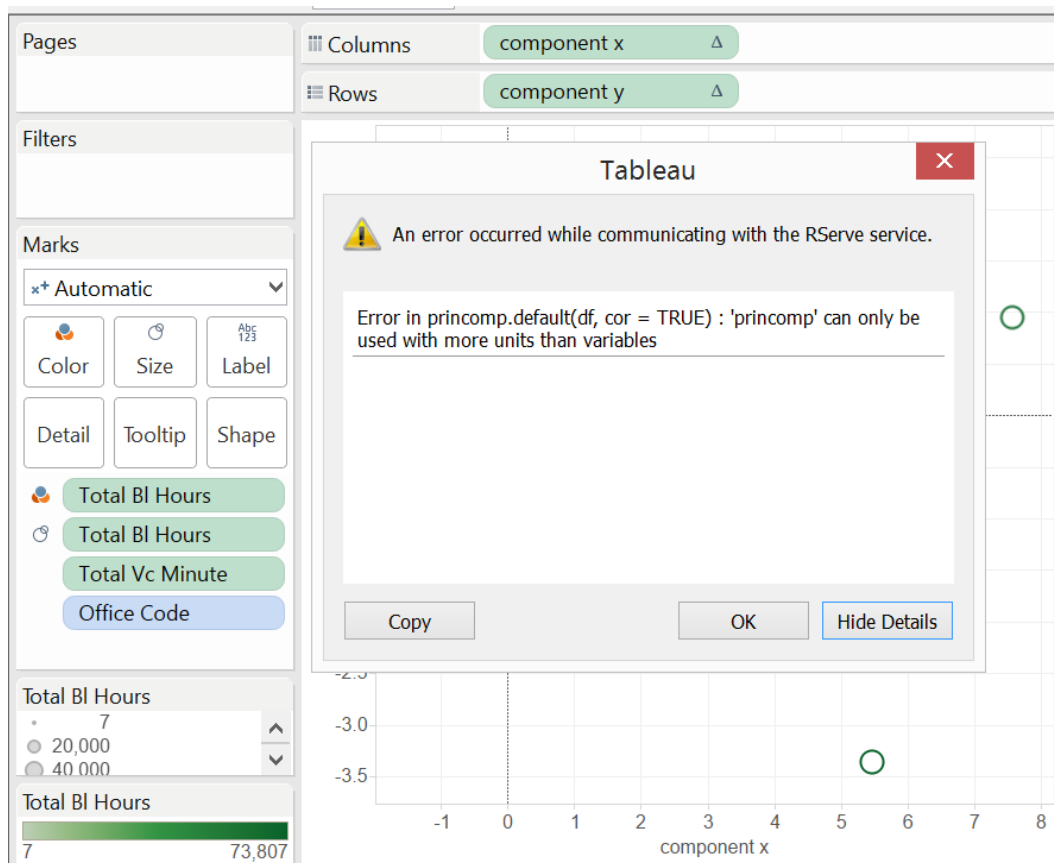 Pages
Columns
component x Δ
Rows
component y Δ
Filters
Marks
Automatic
Color
Size
Abc
123
Label
Detail
Tooltip
Shape
Total Bl Hours
Total Bl Hours
Total Vc Minute
Office Code
Total Bl Hours
7
20,000
40,000
Total Bl Hours
7
73,807
Tableau
An error occurred while communicating with the RServe service.
Error in princomp.default(df, cor = TRUE) : 'princomp' can only be
used with more units than variables
Copy
OK
Hide Details
-2.5
-3.0
-3.5
-1 0 1 2 3 4 5 6 7 8
component x